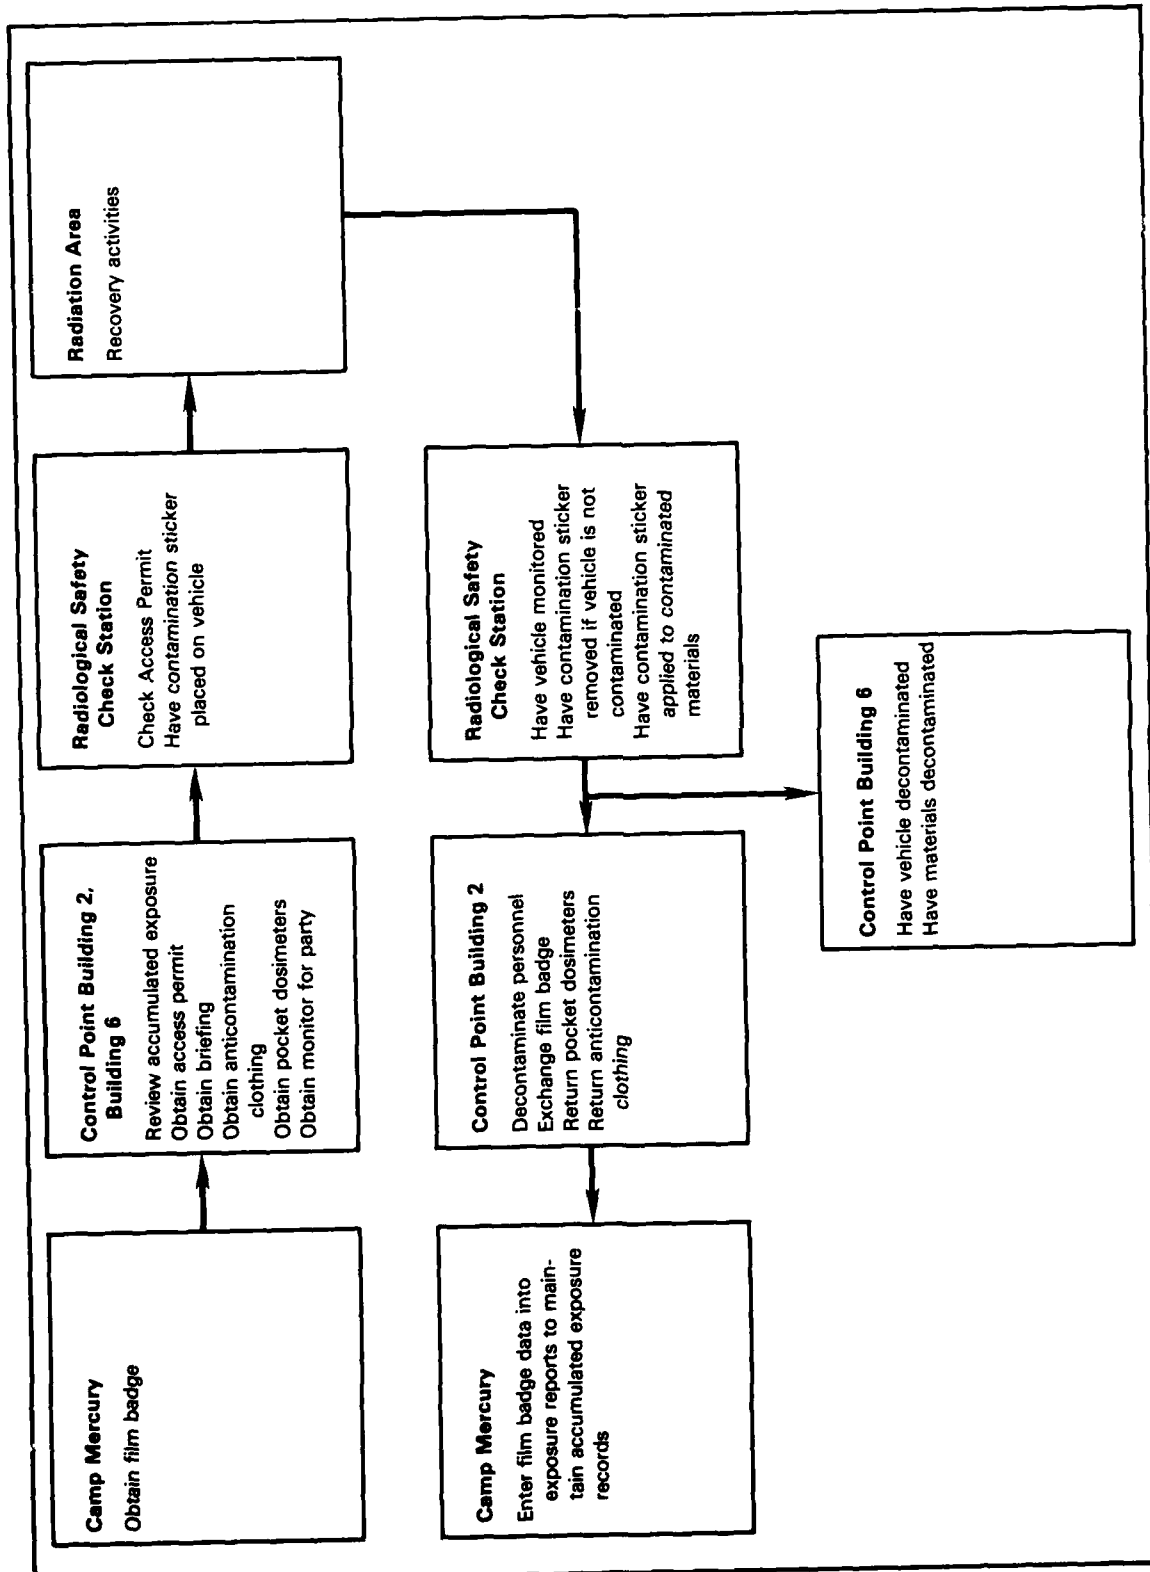 Camp Mercury
Obtain film badge
Control Point Building 2,
Building 6
Review accumulated exposure
Obtain access permit
Obtain briefing
Obtain anticontamination
clothing
Obtain pocket dosimeters
Obtain monitor for party
Radiological Safety
Check Station
Check Access Permit
Have contamination sticker
placed on vehicle
Radiation Area
Recovery activities
Radiological Safety
Check Station
Have vehicle monitored
Have contamination sticker
removed if vehicle is not
contaminated
Have contamination sticker
applied to contaminated
materials
Control Point Building 2
Decontaminate personnel
Exchange film badge
Return pocket dosimeters
Return anticontamination
clothing
Camp Mercury
Enter film badge data into
exposure reports to main-
tain accumulated exposure
records
Control Point Building 6
Have vehicle decontaminated
Have materials decontaminated